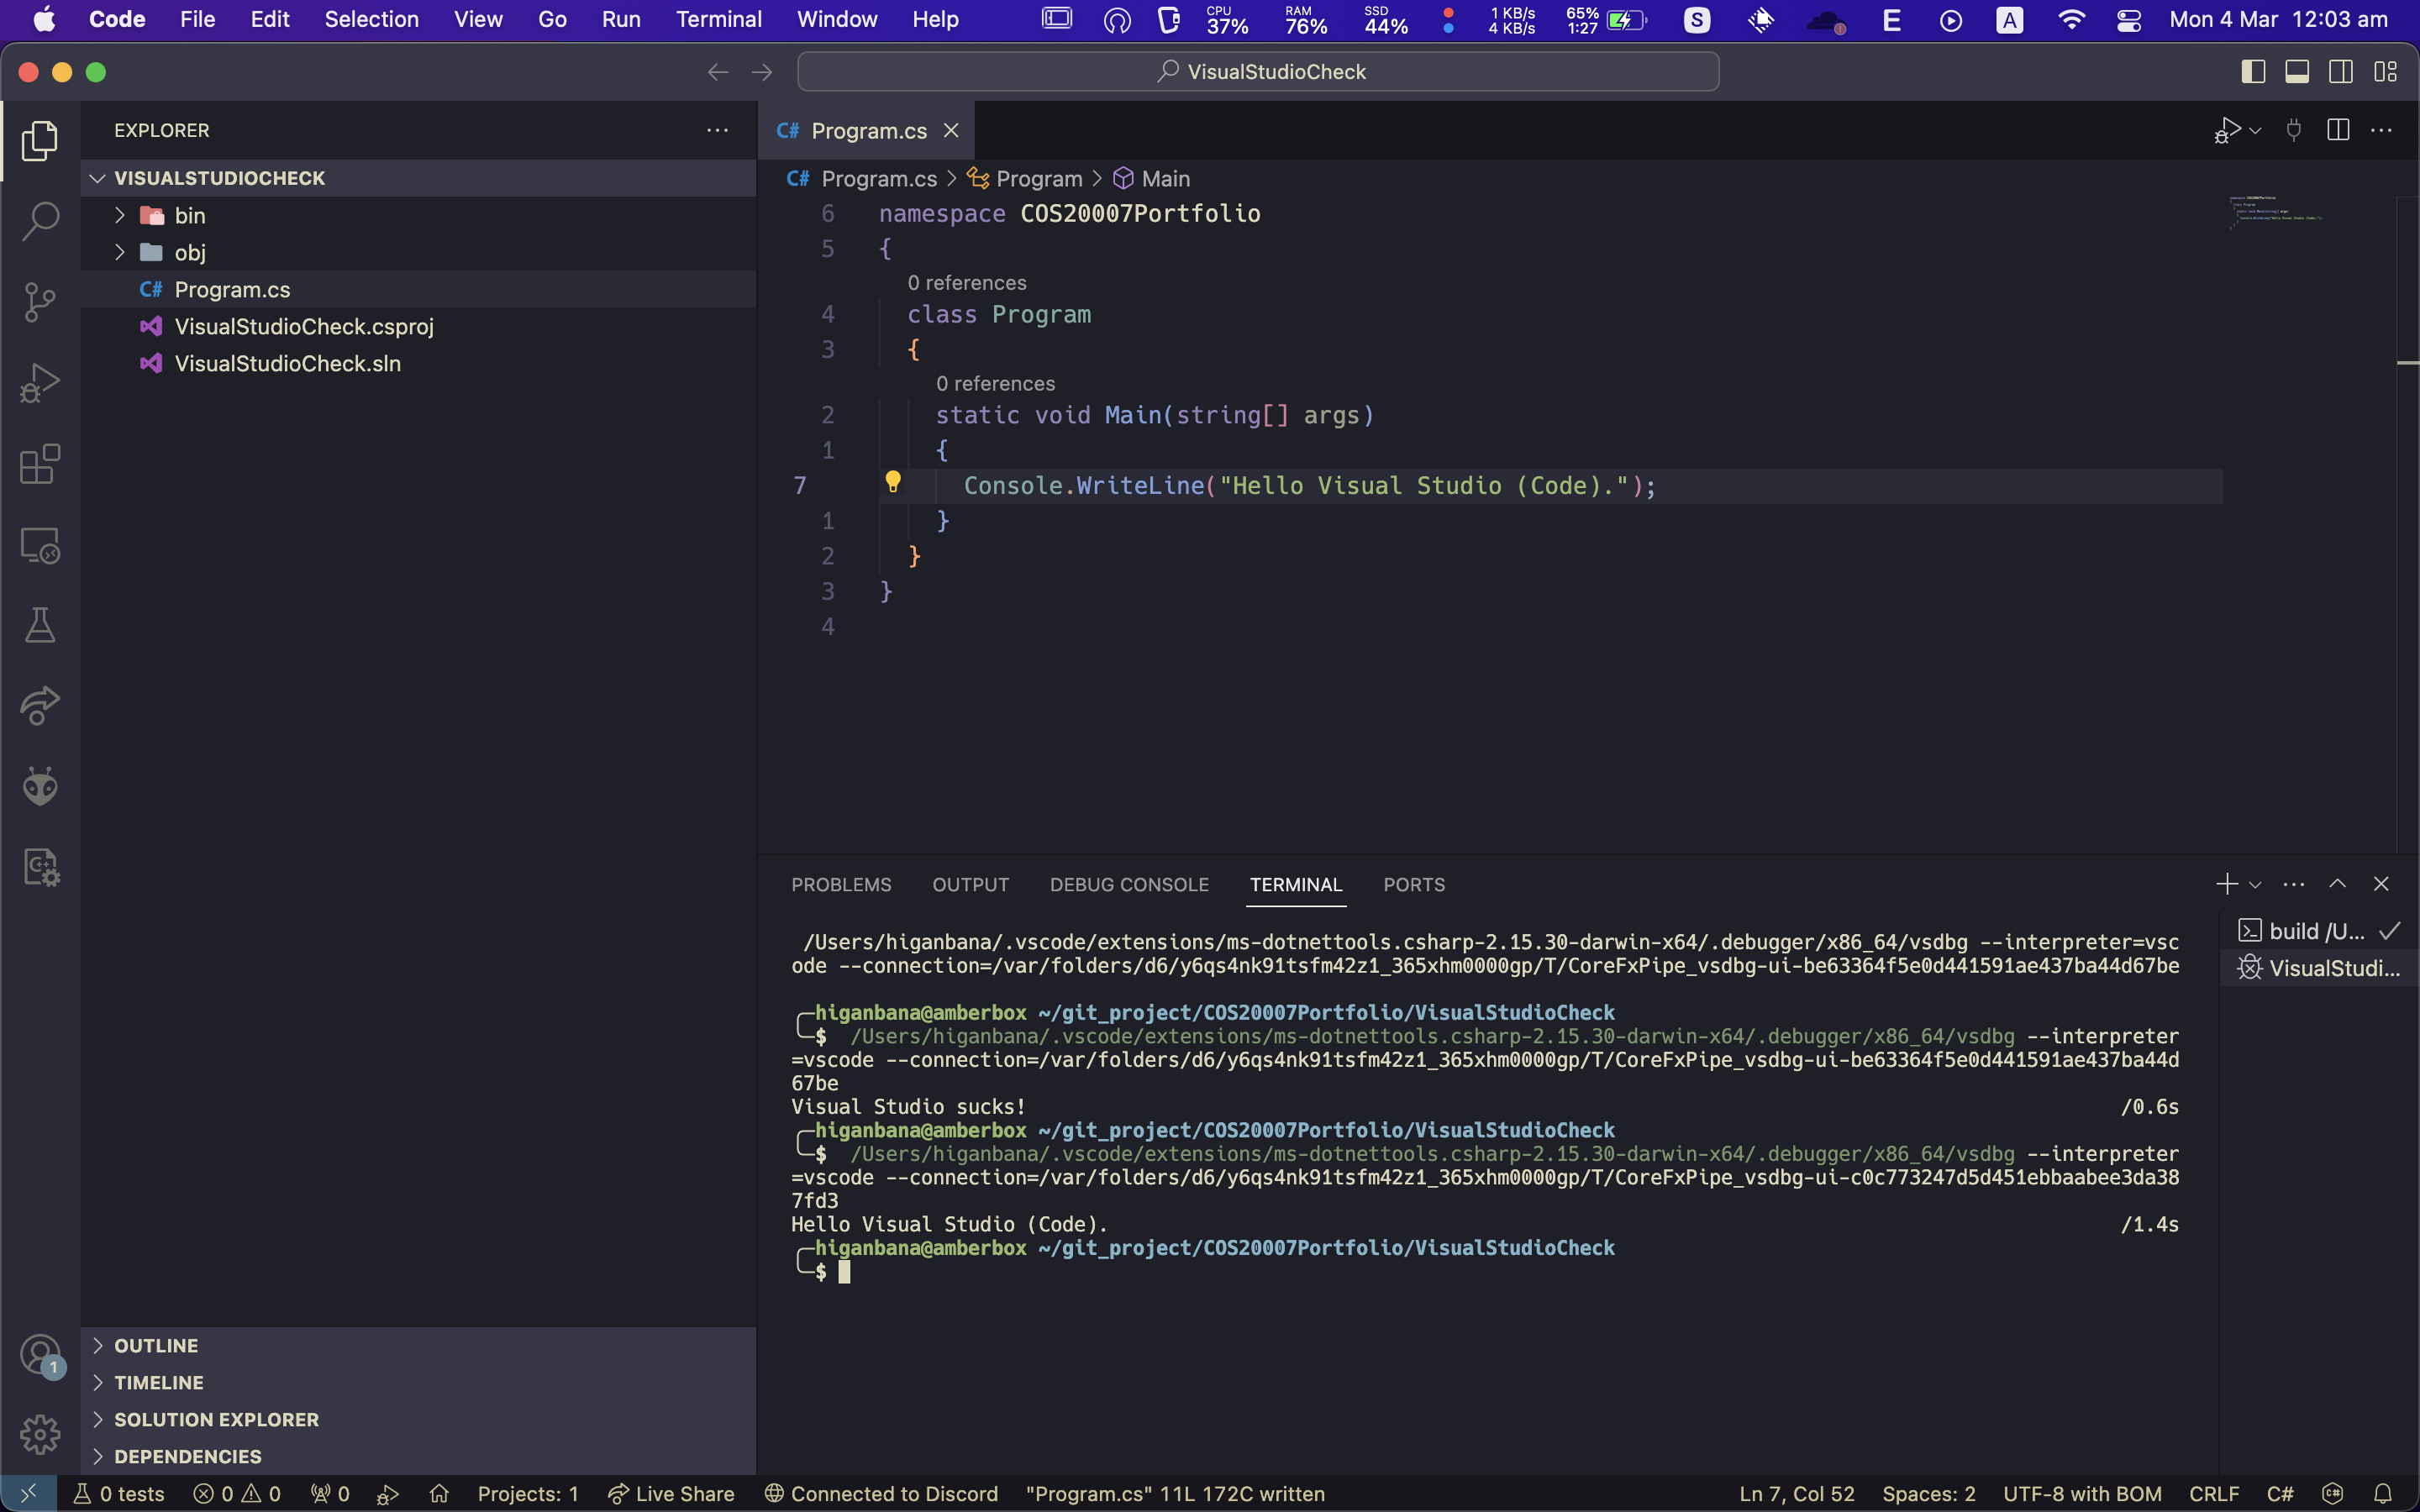 Code File Edit Selection View Go Run Terminal Window Help CPU 37% RAM 76% SSD 44% 1 KB/s 4 KB/s 65% 1:27 S E A Mon 4 Mar 12:03 am
VisualStudioCheck
EXPLORER
VISUALSTUDIOCHECK
bin
obj
C# Program.cs
VisualStudioCheck.csproj
VisualStudioCheck.sln
OUTLINE
TIMELINE
SOLUTION EXPLORER
DEPENDENCIES
1
C# Program.cs
C# Program.cs > Program > Main
6 namespace COS20007Portfolio
5 {
0 references
4 class Program
3 {
0 references
2 static void Main(string[] args)
1 {
7 Console.WriteLine("Hello Visual Studio (Code).");
1 }
2 }
3 }
4
PROBLEMS OUTPUT DEBUG CONSOLE TERMINAL PORTS
/Users/higanbana/.vscode/extensions/ms-dotnettools.csharp-2.15.30-darwin-x64/.debugger/x86_64/vsdbg --interpreter=vsc
ode --connection=/var/folders/d6/y6qs4nk91tsfm42z1_365xhm0000gp/T/CoreFxPipe_vsdbg-ui-be63364f5e0d441591ae437ba44d67be
higanbana@amberbox ~/git_project/COS20007Portfolio/VisualStudioCheck
$ /Users/higanbana/.vscode/extensions/ms-dotnettools.csharp-2.15.30-darwin-x64/.debugger/x86_64/vsdbg --interpreter
=vscode --connection=/var/folders/d6/y6qs4nk91tsfm42z1_365xhm0000gp/T/CoreFxPipe_vsdbg-ui-be63364f5e0d441591ae437ba44d
67be
Visual Studio sucks! /0.6s
higanbana@amberbox ~/git_project/COS20007Portfolio/VisualStudioCheck
$ /Users/higanbana/.vscode/extensions/ms-dotnettools.csharp-2.15.30-darwin-x64/.debugger/x86_64/vsdbg --interpreter
=vscode --connection=/var/folders/d6/y6qs4nk91tsfm42z1_365xhm0000gp/T/CoreFxPipe_vsdbg-ui-c0c773247d5d451ebbaabee3da38
7fd3
Hello Visual Studio (Code). /1.4s
higanbana@amberbox ~/git_project/COS20007Portfolio/VisualStudioCheck
$
build /U...
VisualStudi...
0 tests 0 0 0 Projects: 1 Live Share Connected to Discord "Program.cs" 11L 172C written Ln 7, Col 52 Spaces: 2 UTF-8 with BOM CRLF C#